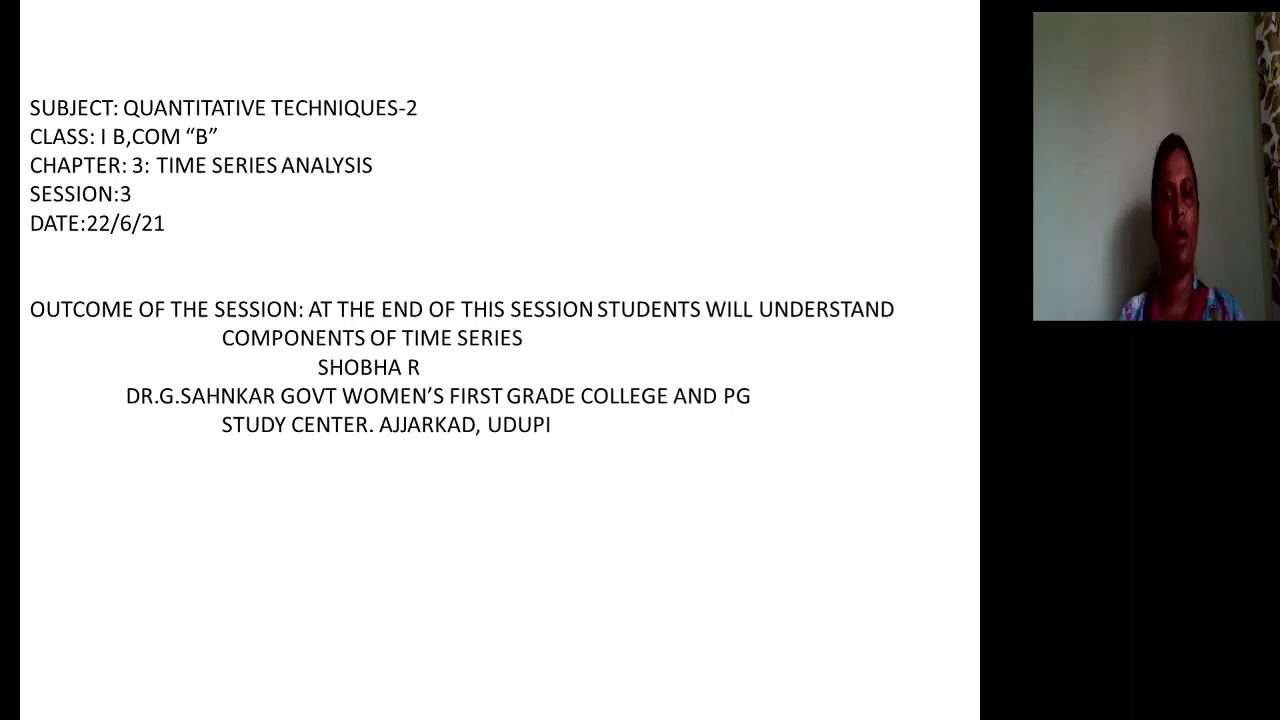 SUBJECT: QUANTITATIVE TECHNIQUES-2
CLASS: I B,COM “B”
CHAPTER: 3: TIME SERIES ANALYSIS
SESSION:3
DATE:22/6/21
OUTCOME OF THE SESSION: AT THE END OF THIS SESSION STUDENTS WILL UNDERSTAND
COMPONENTS OF TIME SERIES
SHOBHA R
DR.G.SAHNKAR GOVT WOMEN’S FIRST GRADE COLLEGE AND PG
STUDY CENTER. AJJARKAD, UDUPI